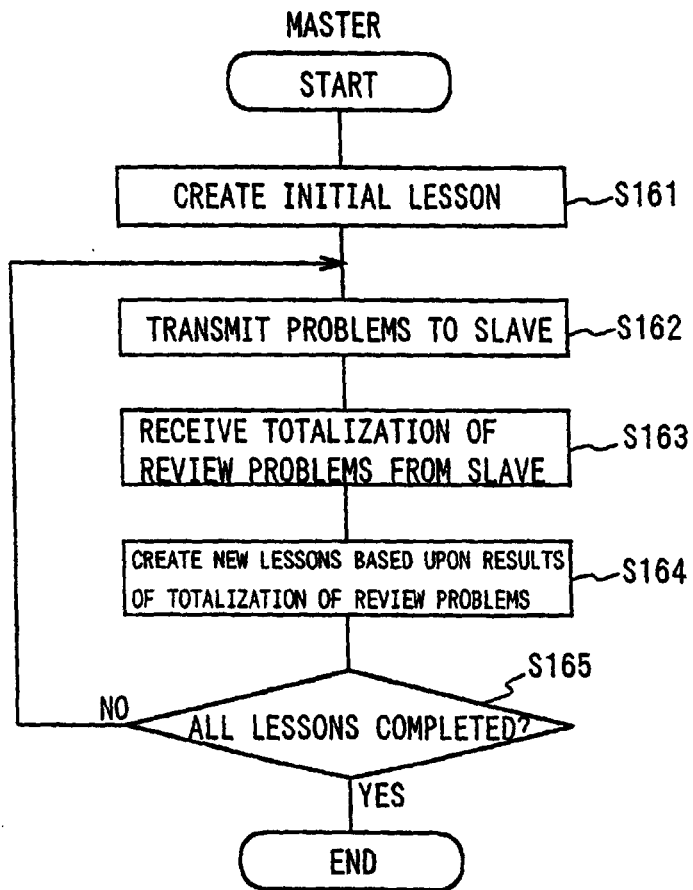 MASTER
START
CREATE INITIAL LESSON
S161
TRANSMIT PROBLEMS TO SLAVE
S162
RECEIVE TOTALIZATION OF
REVIEW PROBLEMS FROM SLAVE
S163
CREATE NEW LESSONS BASED UPON RESULTS
OF TOTALIZATION OF REVIEW PROBLEMS
S164
S165
ALL LESSONS COMPLETED?
NO
YES
END